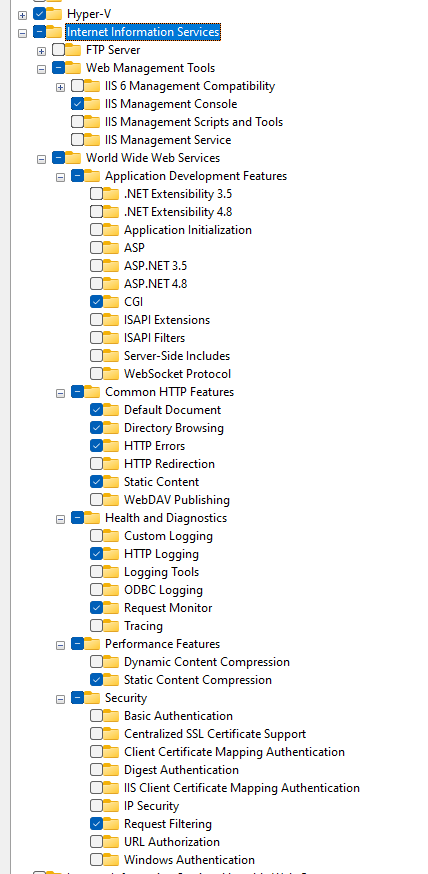 Hyper-V
Internet Information Services
FTP Server
Web Management Tools
IIS 6 Management Compatibility
IIS Management Console
IIS Management Scripts and Tools
IIS Management Service
World Wide Web Services
Application Development Features
.NET Extensibility 3.5
.NET Extensibility 4.8
Application Initialization
ASP
ASP.NET 3.5
ASP.NET 4.8
CGI
ISAPI Extensions
ISAPI Filters
Server-Side Includes
WebSocket Protocol
Common HTTP Features
Default Document
Directory Browsing
HTTP Errors
HTTP Redirection
Static Content
WebDAV Publishing
Health and Diagnostics
Custom Logging
HTTP Logging
Logging Tools
ODBC Logging
Request Monitor
Tracing
Performance Features
Dynamic Content Compression
Static Content Compression
Security
Basic Authentication
Centralized SSL Certificate Support
Client Certificate Mapping Authentication
Digest Authentication
IIS Client Certificate Mapping Authentication
IP Security
Request Filtering
URL Authorization
Windows Authentication